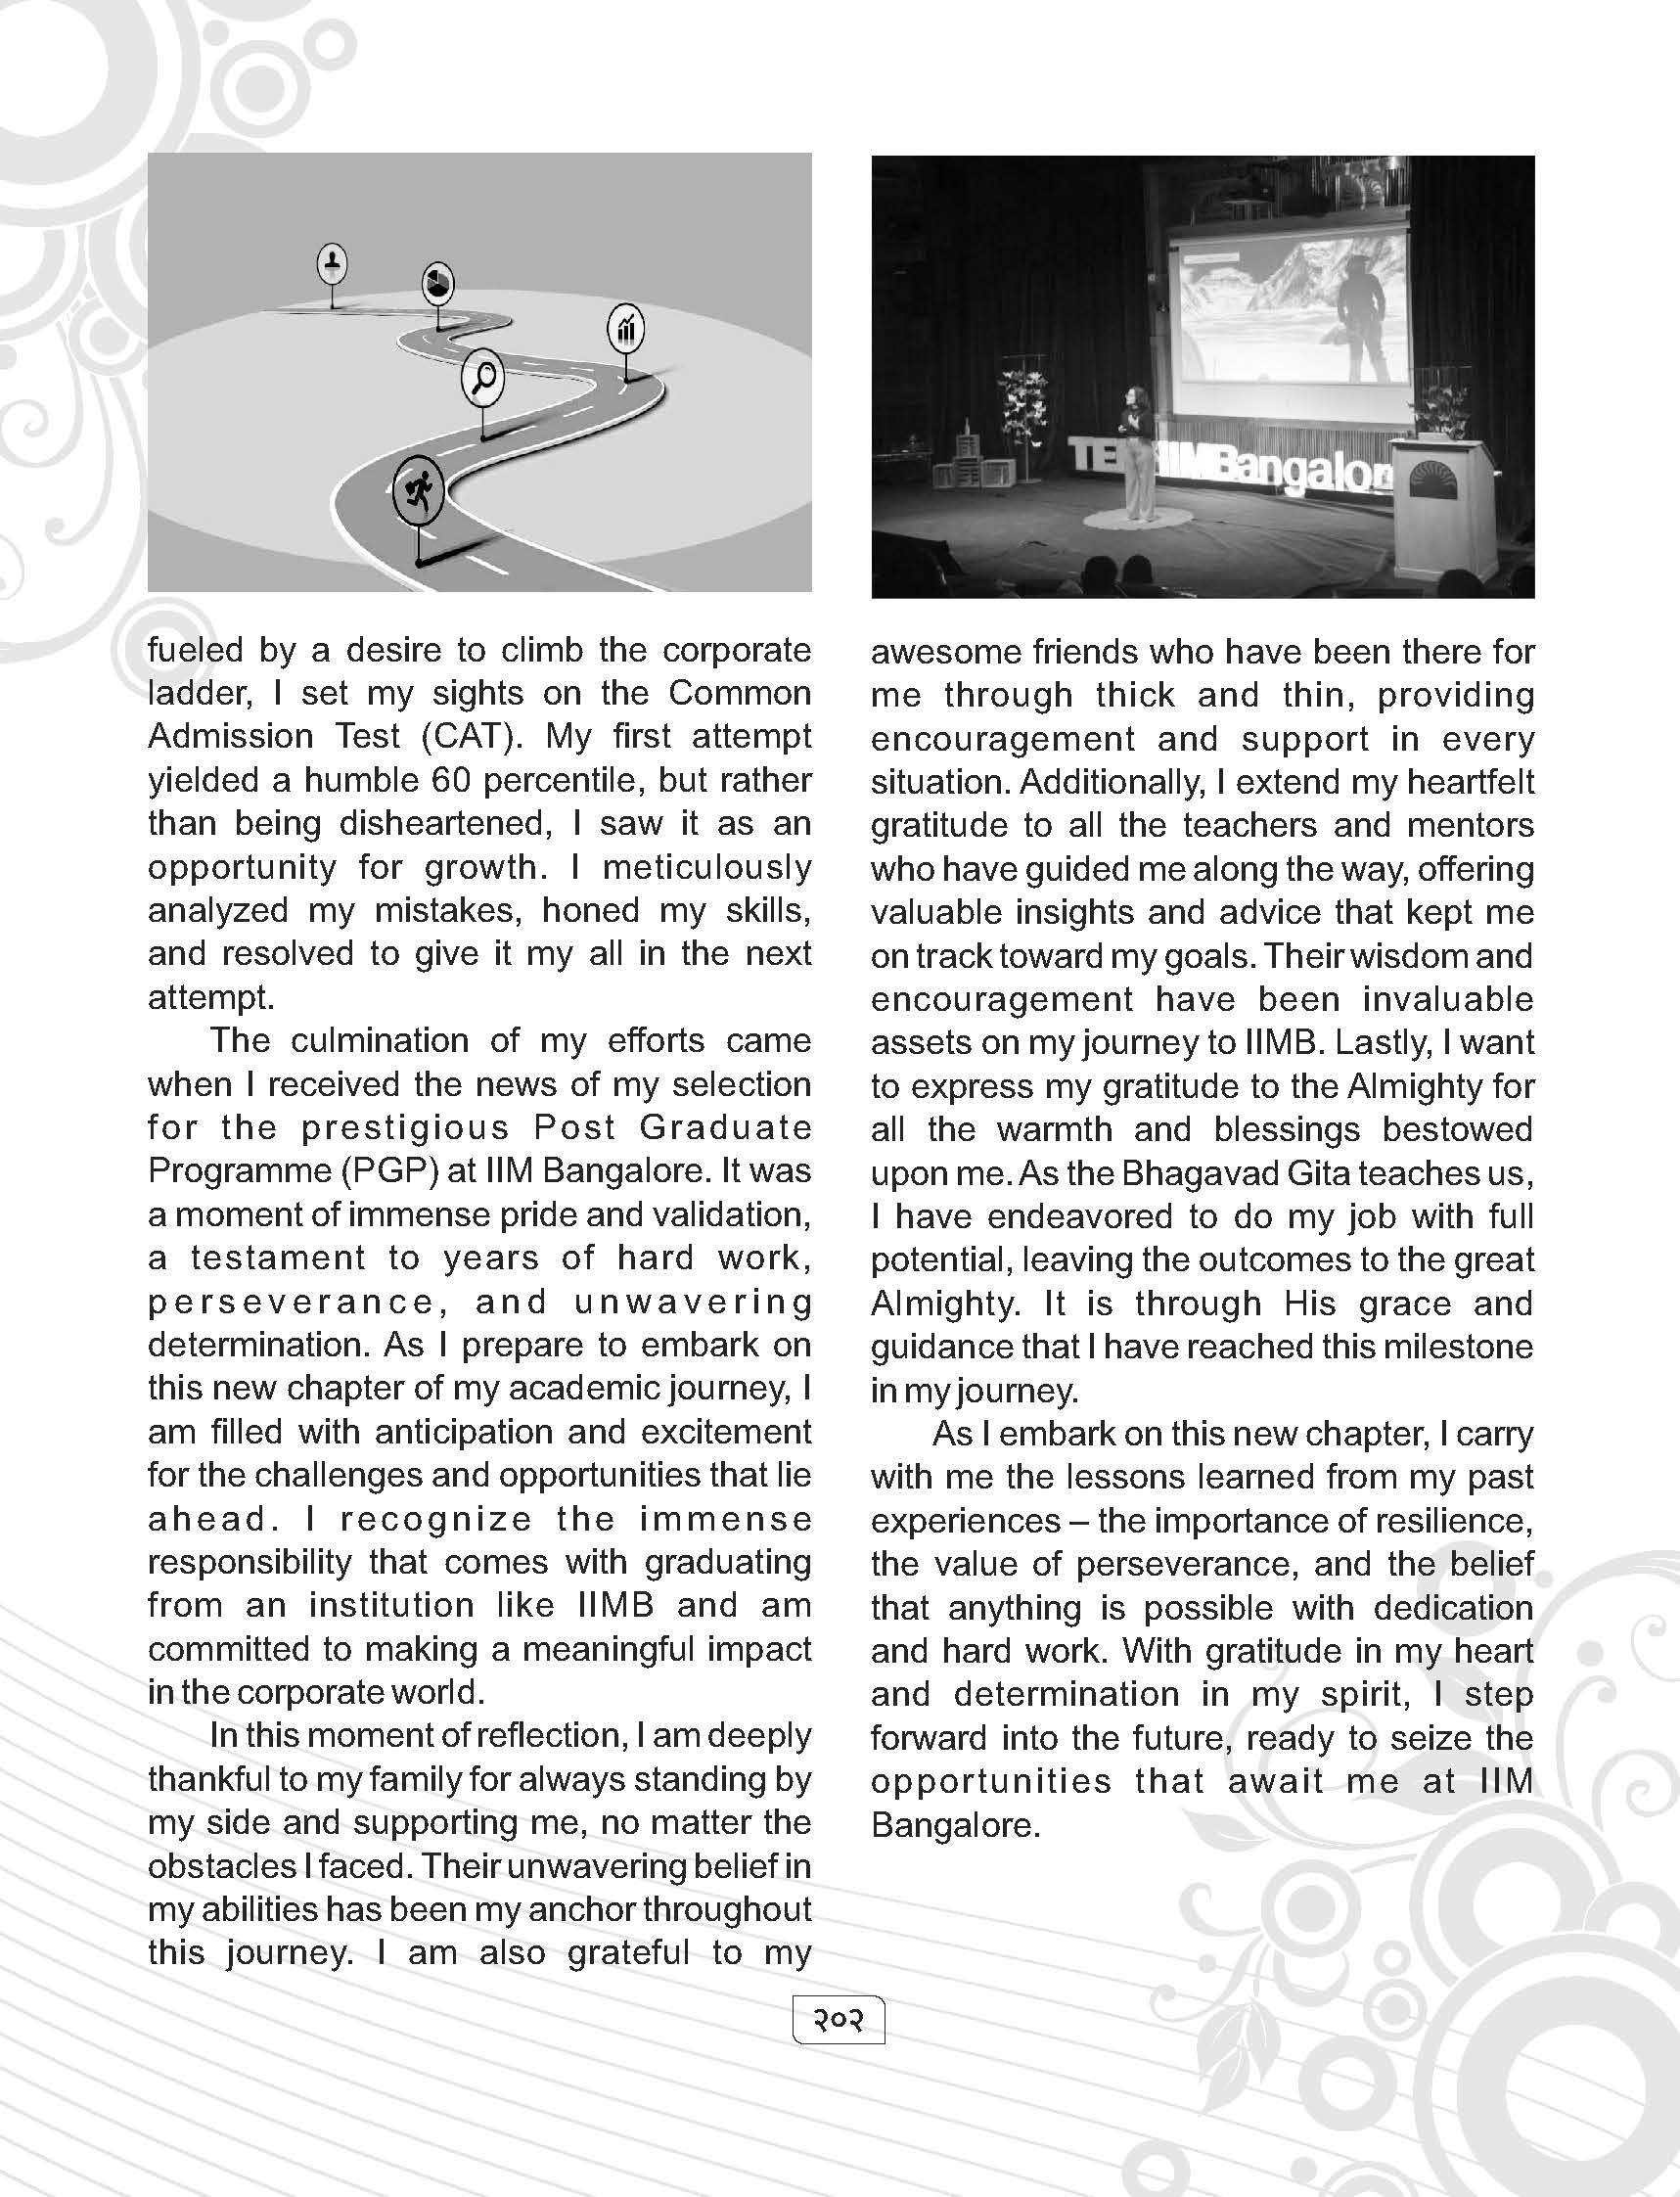 TE
IIMBangalor
fueled by a desire to climb the corporate
ladder, I set my sights on the Common
Admission Test (CAT). My first attempt
yielded a humble 60 percentile, but rather
than being disheartened, I saw it as an
opportunity for growth. I meticulously
analyzed my mistakes, honed my skills,
and resolved to give it my all in the next
attempt.
The culmination of my efforts came
when I received the news of my selection
for the prestigious Post Graduate
Programme (PGP) at IIM Bangalore. It was
a moment of immense pride and validation,
a testament to years of hard work,
perseverance, and unwavering
determination. As I prepare to embark on
this new chapter of my academic journey, I
am filled with anticipation and excitement
for the challenges and opportunities that lie
ahead. I recognize the immense
responsibility that comes with graduating
from an institution like IIMB and am
committed to making a meaningful impact
in the corporate world.
In this moment of reflection, I am deeply
thankful to my family for always standing by
my side and supporting me, no matter the
obstacles I faced. Their unwavering belief in
my abilities has been my anchor throughout
this journey. I am also grateful to my
awesome friends who have been there for
me through thick and thin, providing
encouragement and support in every
situation. Additionally, I extend my heartfelt
gratitude to all the teachers and mentors
who have guided me along the way, offering
valuable insights and advice that kept me
on track toward my goals. Their wisdom and
encouragement have been invaluable
assets on my journey to IIMB. Lastly, I want
to express my gratitude to the Almighty for
all the warmth and blessings bestowed
upon me. As the Bhagavad Gita teaches us,
I have endeavored to do my job with full
potential, leaving the outcomes to the great
Almighty. It is through His grace and
guidance that I have reached this milestone
in my journey.
As I embark on this new chapter, I carry
with me the lessons learned from my past
experiences – the importance of resilience,
the value of perseverance, and the belief
that anything is possible with dedication
and hard work. With gratitude in my heart
and determination in my spirit, I step
forward into the future, ready to seize the
opportunities that await me at IIM
Bangalore.
२०२